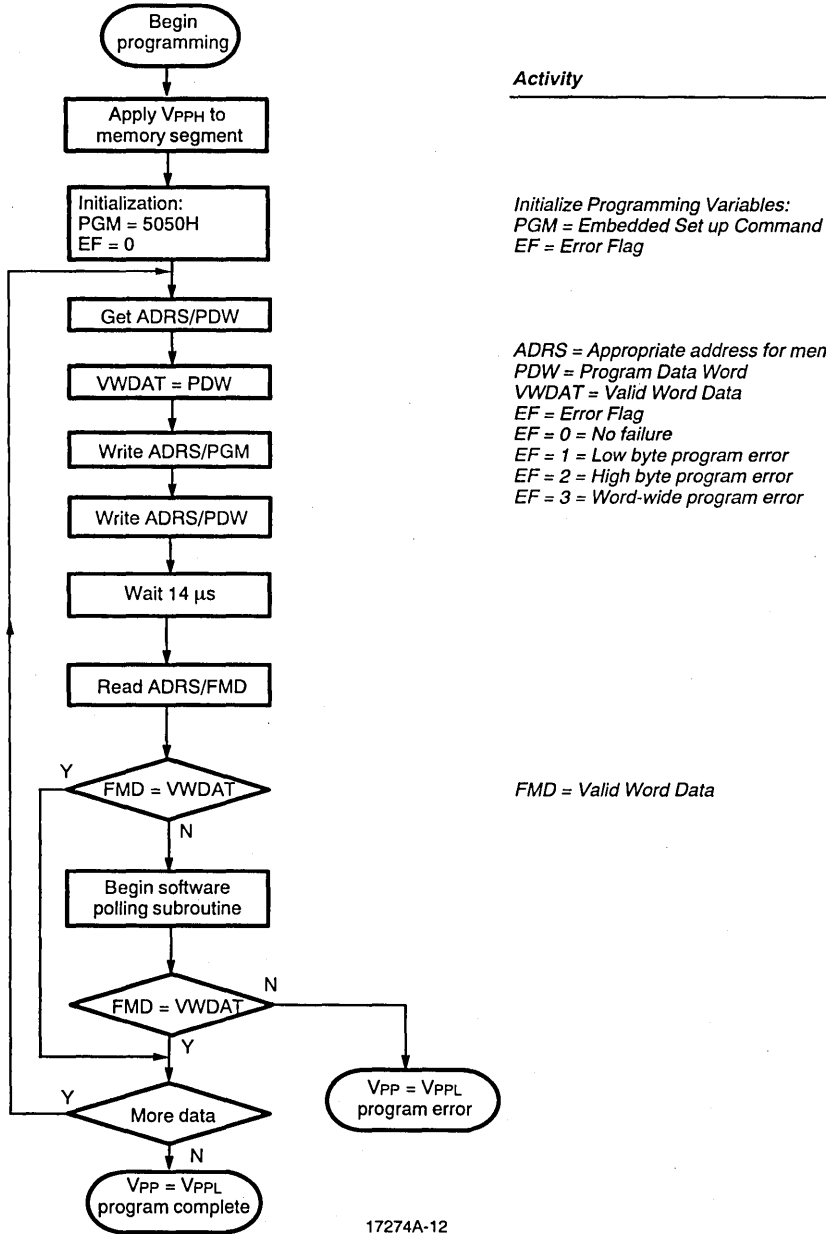 Begin
programming
Activity
Apply VPPH to
memory segment
Initialization:
PGM = 5050H
EF = 0
Initialize Programming Variables:
PGM = Embedded Set up Command
EF = Error Flag
Get ADRS/PDW
VWDAT = PDW
Write ADRS/PGM
Write ADRS/PDW
ADRS = Appropriate address for mem
PDW = Program Data Word
VWDAT = Valid Word Data
EF = Error Flag
EF = 0 = No failure
EF = 1 = Low byte program error
EF = 2 = High byte program error
EF = 3 = Word-wide program error
Wait 14 µs
Read ADRS/FMD
Y
FMD = VWDAT
N
FMD = Valid Word Data
Begin software
polling subroutine
FMD = VWDAT
N
Y
Y
More data
N
VPP = VPPL
program error
VPP = VPPL
program complete
17274A-12